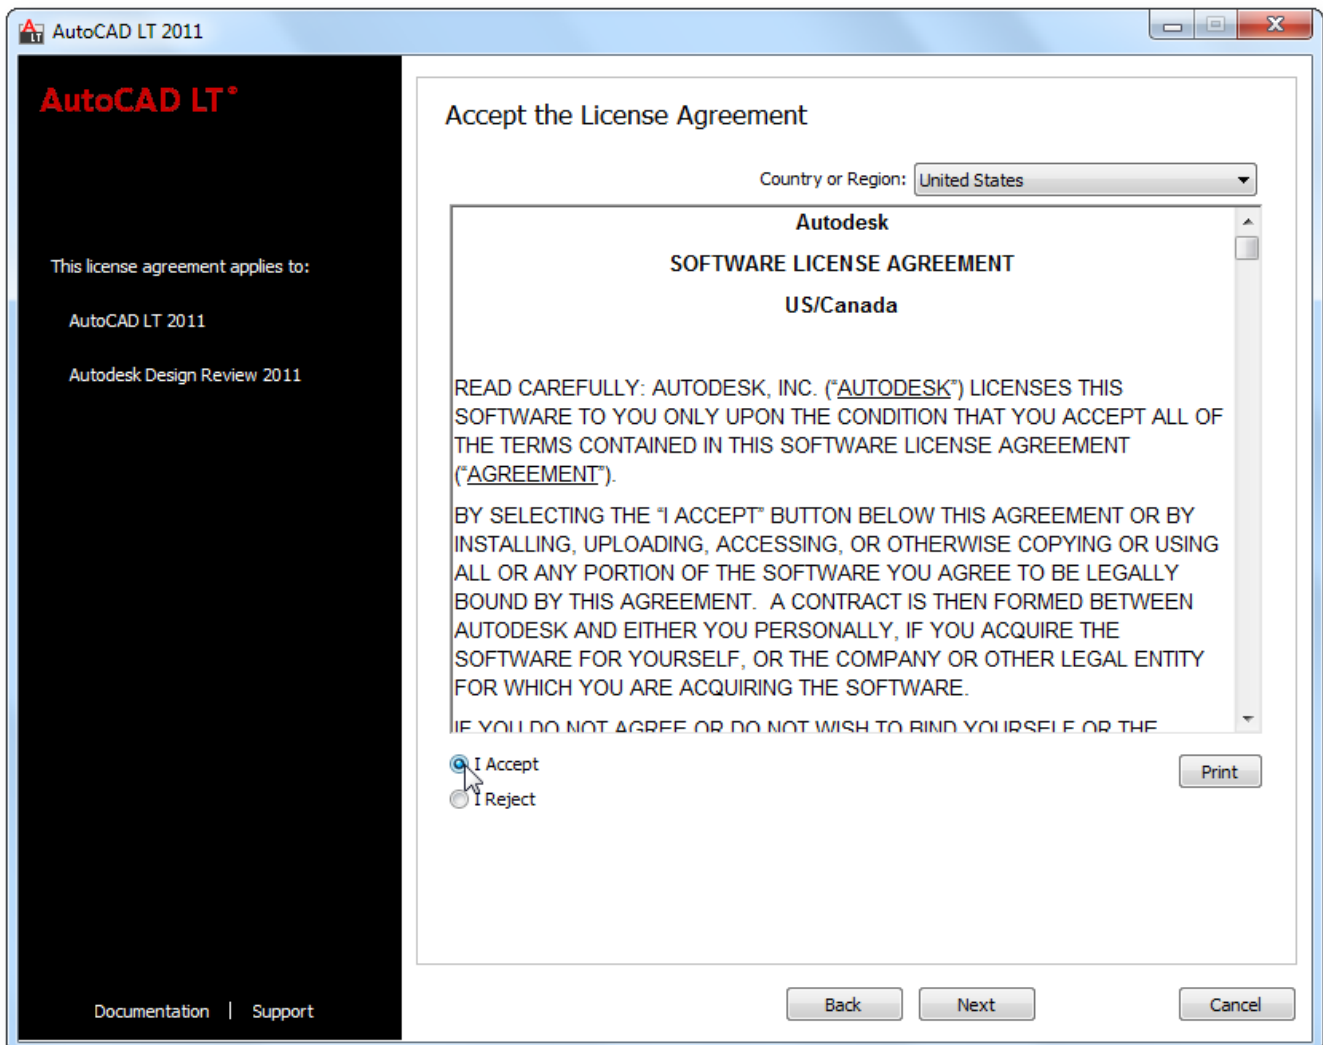 AutoCAD LT 2011
AutoCAD LT®
This license agreement applies to:
AutoCAD LT 2011
Autodesk Design Review 2011
Documentation | Support
Accept the License Agreement
Country or Region: United States
Autodesk
SOFTWARE LICENSE AGREEMENT
US/Canada
READ CAREFULLY: AUTODESK, INC. (“AUTODESK”) LICENSES THIS
SOFTWARE TO YOU ONLY UPON THE CONDITION THAT YOU ACCEPT ALL OF
THE TERMS CONTAINED IN THIS SOFTWARE LICENSE AGREEMENT
(“AGREEMENT”).
BY SELECTING THE “I ACCEPT” BUTTON BELOW THIS AGREEMENT OR BY
INSTALLING, UPLOADING, ACCESSING, OR OTHERWISE COPYING OR USING
ALL OR ANY PORTION OF THE SOFTWARE YOU AGREE TO BE LEGALLY
BOUND BY THIS AGREEMENT.  A CONTRACT IS THEN FORMED BETWEEN
AUTODESK AND EITHER YOU PERSONALLY, IF YOU ACQUIRE THE
SOFTWARE FOR YOURSELF, OR THE COMPANY OR OTHER LEGAL ENTITY
FOR WHICH YOU ARE ACQUIRING THE SOFTWARE.
IF YOU DO NOT AGREE OR DO NOT WISH TO BIND YOURSELF OR THE
I Accept
I Reject
Print
Back
Next
Cancel